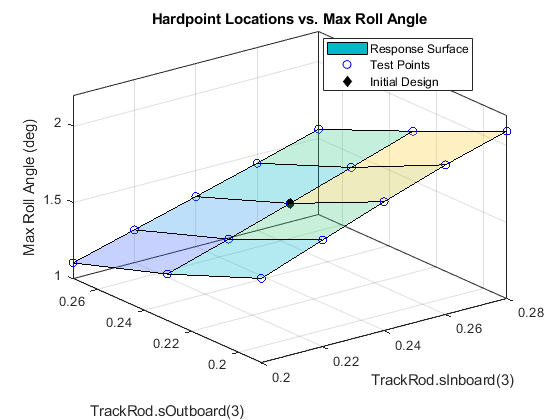 Hardpoint Locations vs. Max Roll Angle
Response Surface
Test Points
Initial Design
Max Roll Angle (deg)
2
1.5
1
0.26
0.24
0.22
0.2
0.2
0.22
0.24
0.26
0.28
TrackRod.sInboard(3)
TrackRod.sOutboard(3)